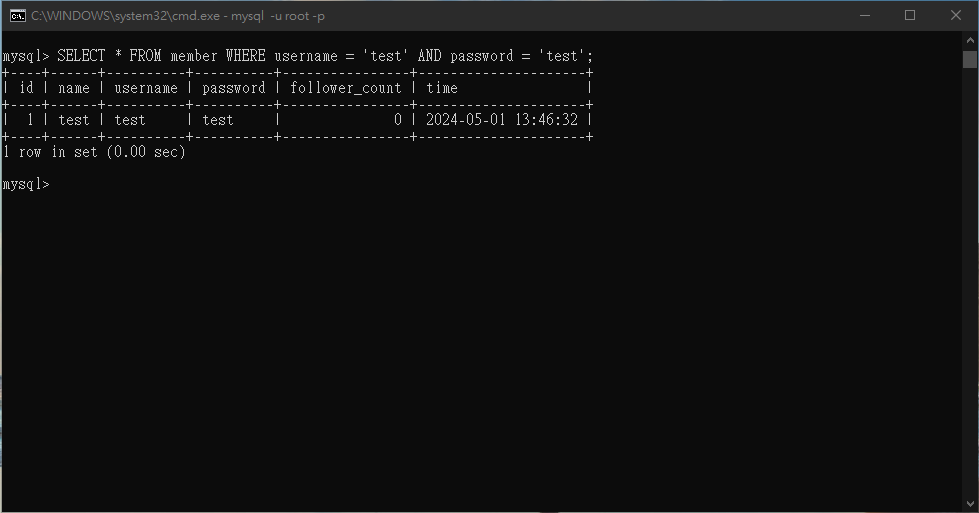 C:\WINDOWS\system32\cmd.exe - mysql  -u root -p
mysql> SELECT * FROM member WHERE username = 'test' AND password = 'test';
+----+------+----------+----------+----------------+---------------------+
| id | name | username | password | follower_count | time                |
+----+------+----------+----------+----------------+---------------------+
|  1 | test | test     | test     |              0 | 2024-05-01 13:46:32 |
+----+------+----------+----------+----------------+---------------------+
1 row in set (0.00 sec)
mysql>